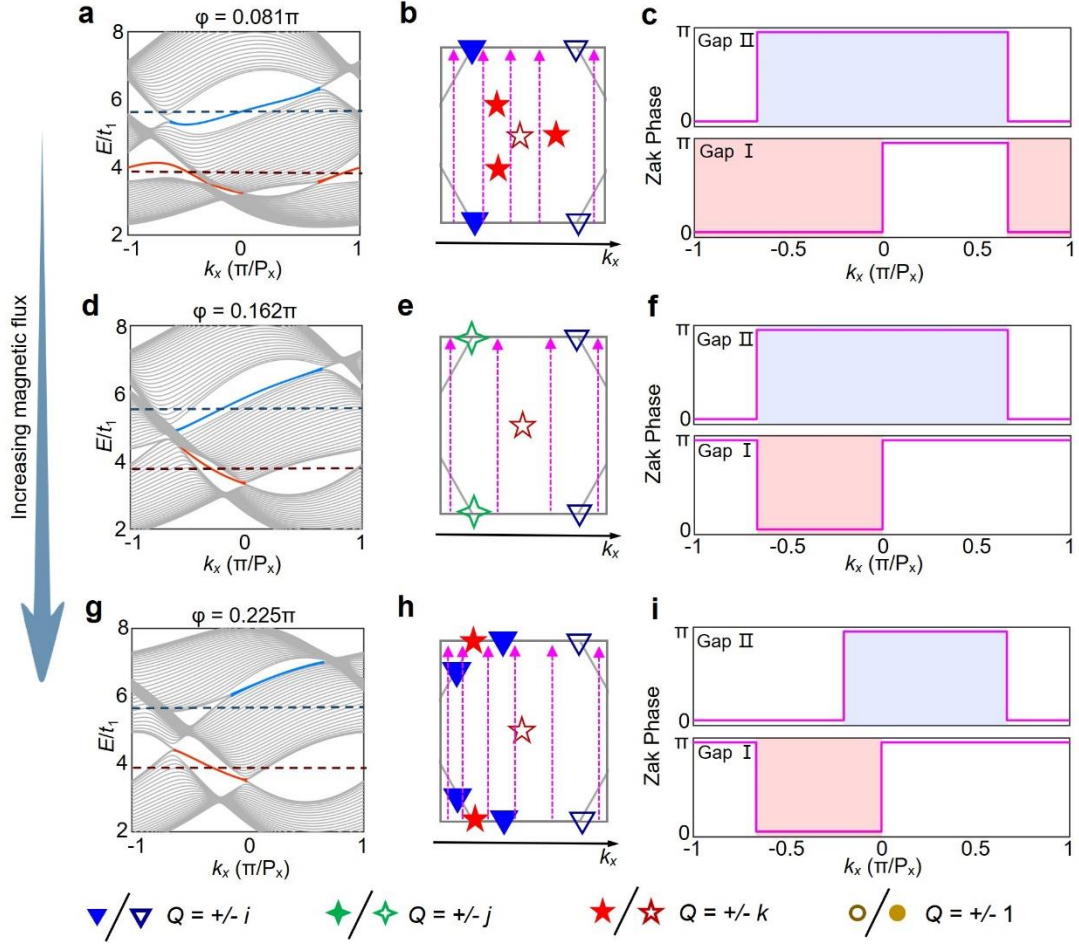 a
φ = 0.081π
8
6
4
2
E/t1
-1
0
1
kx (π/Px)
b
kx
c
π
Gap II
0
π
Gap I
0
Zak Phase
-1
-0.5
0
0.5
1
kx (π/Px)
Increasing magnetic flux
d
φ = 0.162π
8
6
4
2
E/t1
-1
0
1
kx (π/Px)
e
kx
f
π
Gap II
0
π
Gap I
0
Zak Phase
-1
-0.5
0
0.5
1
kx (π/Px)
g
φ = 0.225π
8
6
4
2
E/t1
-1
0
1
kx (π/Px)
h
kx
i
π
Gap II
0
π
Gap I
0
Zak Phase
-1
-0.5
0
0.5
1
kx (π/Px)
/ Q = +/- i
/ Q = +/- j
/ Q = +/- k
/ Q = +/- 1